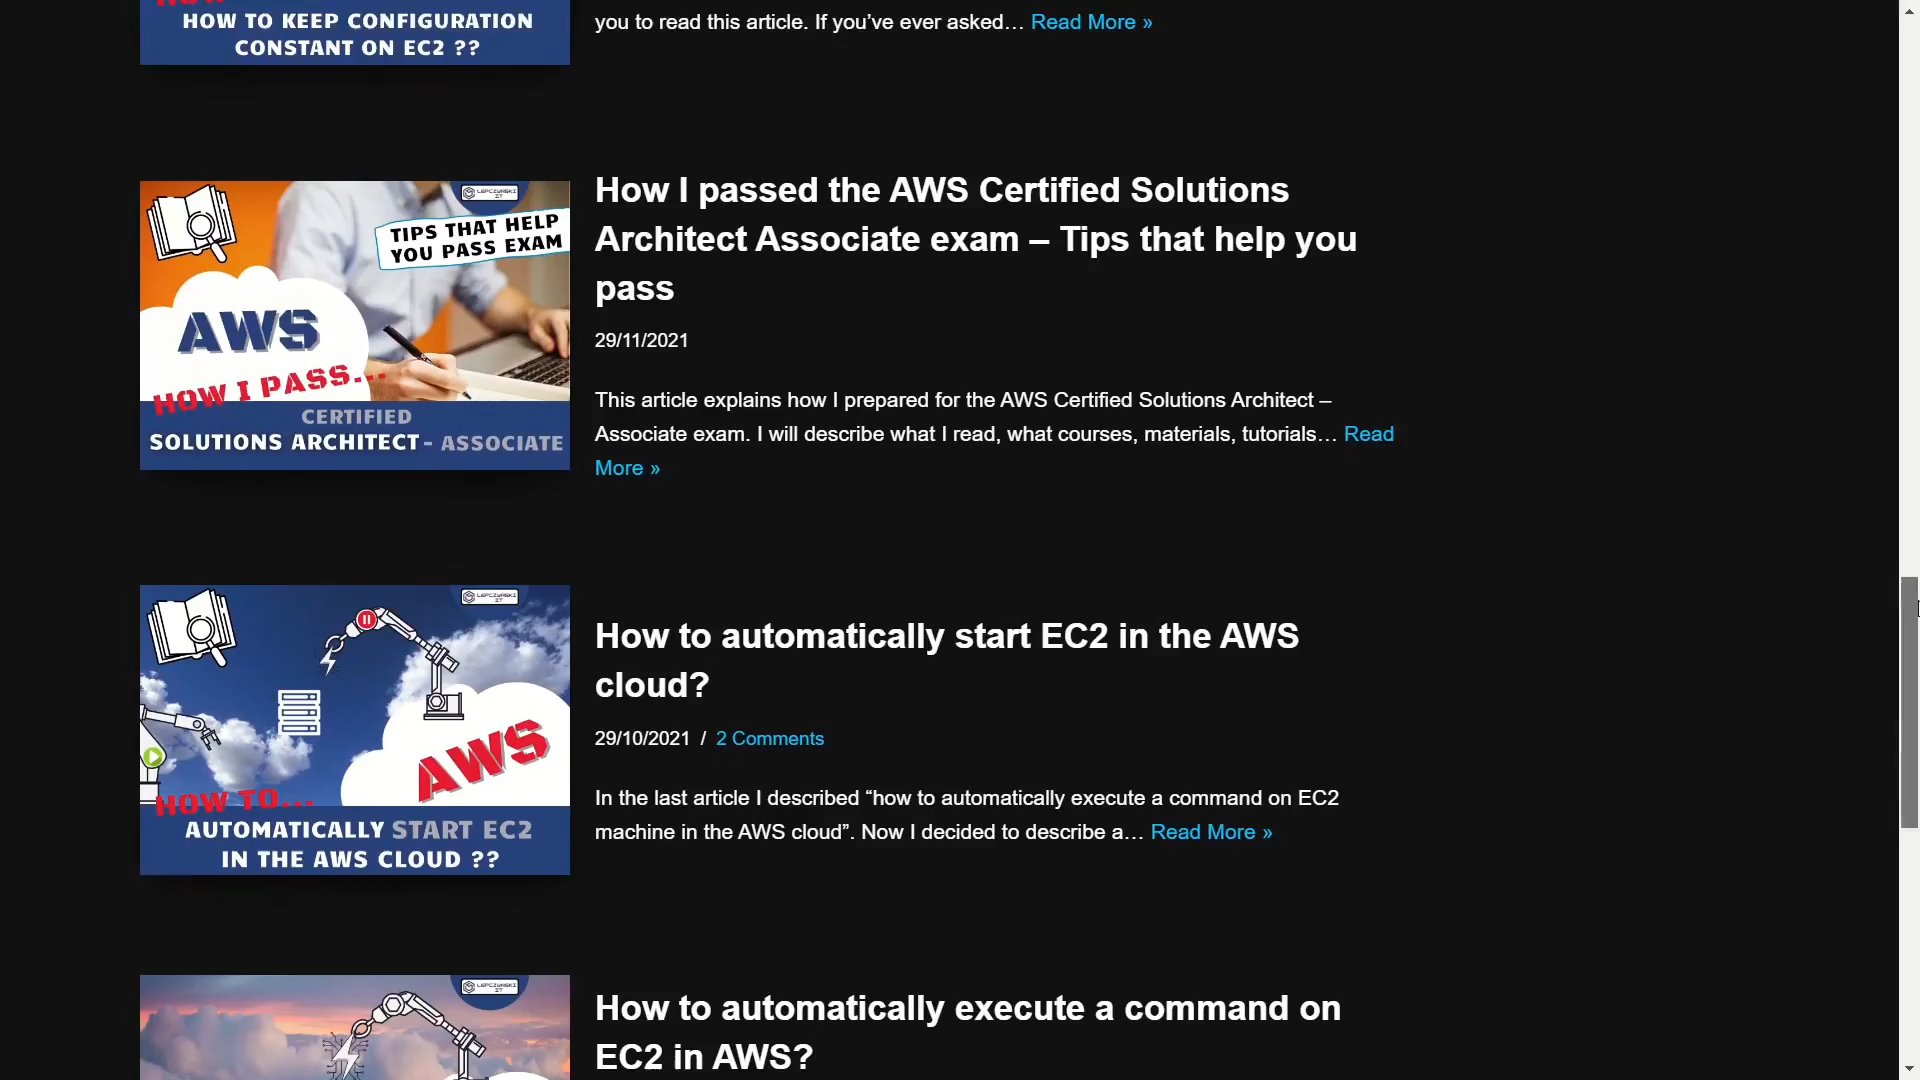 HOW TO KEEP CONFIGURATION
CONSTANT ON EC2 ??
you to read this article. If you’ve ever asked… Read More »
LEPCZYNSKI
IT
TIPS THAT HELP
YOU PASS EXAM
AWS
HOW I PASS...
CERTIFIED
SOLUTIONS ARCHITECT - ASSOCIATE
How I passed the AWS Certified Solutions
Architect Associate exam – Tips that help you
pass
29/11/2021
This article explains how I prepared for the AWS Certified Solutions Architect –
Associate exam. I will describe what I read, what courses, materials, tutorials… Read
More »
LEPCZYNSKI
IT
AWS
HOW TO...
AUTOMATICALLY START EC2
IN THE AWS CLOUD ??
How to automatically start EC2 in the AWS
cloud?
29/10/2021 / 2 Comments
In the last article I described “how to automatically execute a command on EC2
machine in the AWS cloud”. Now I decided to describe a… Read More »
LEPCZYNSKI
IT
How to automatically execute a command on
EC2 in AWS?